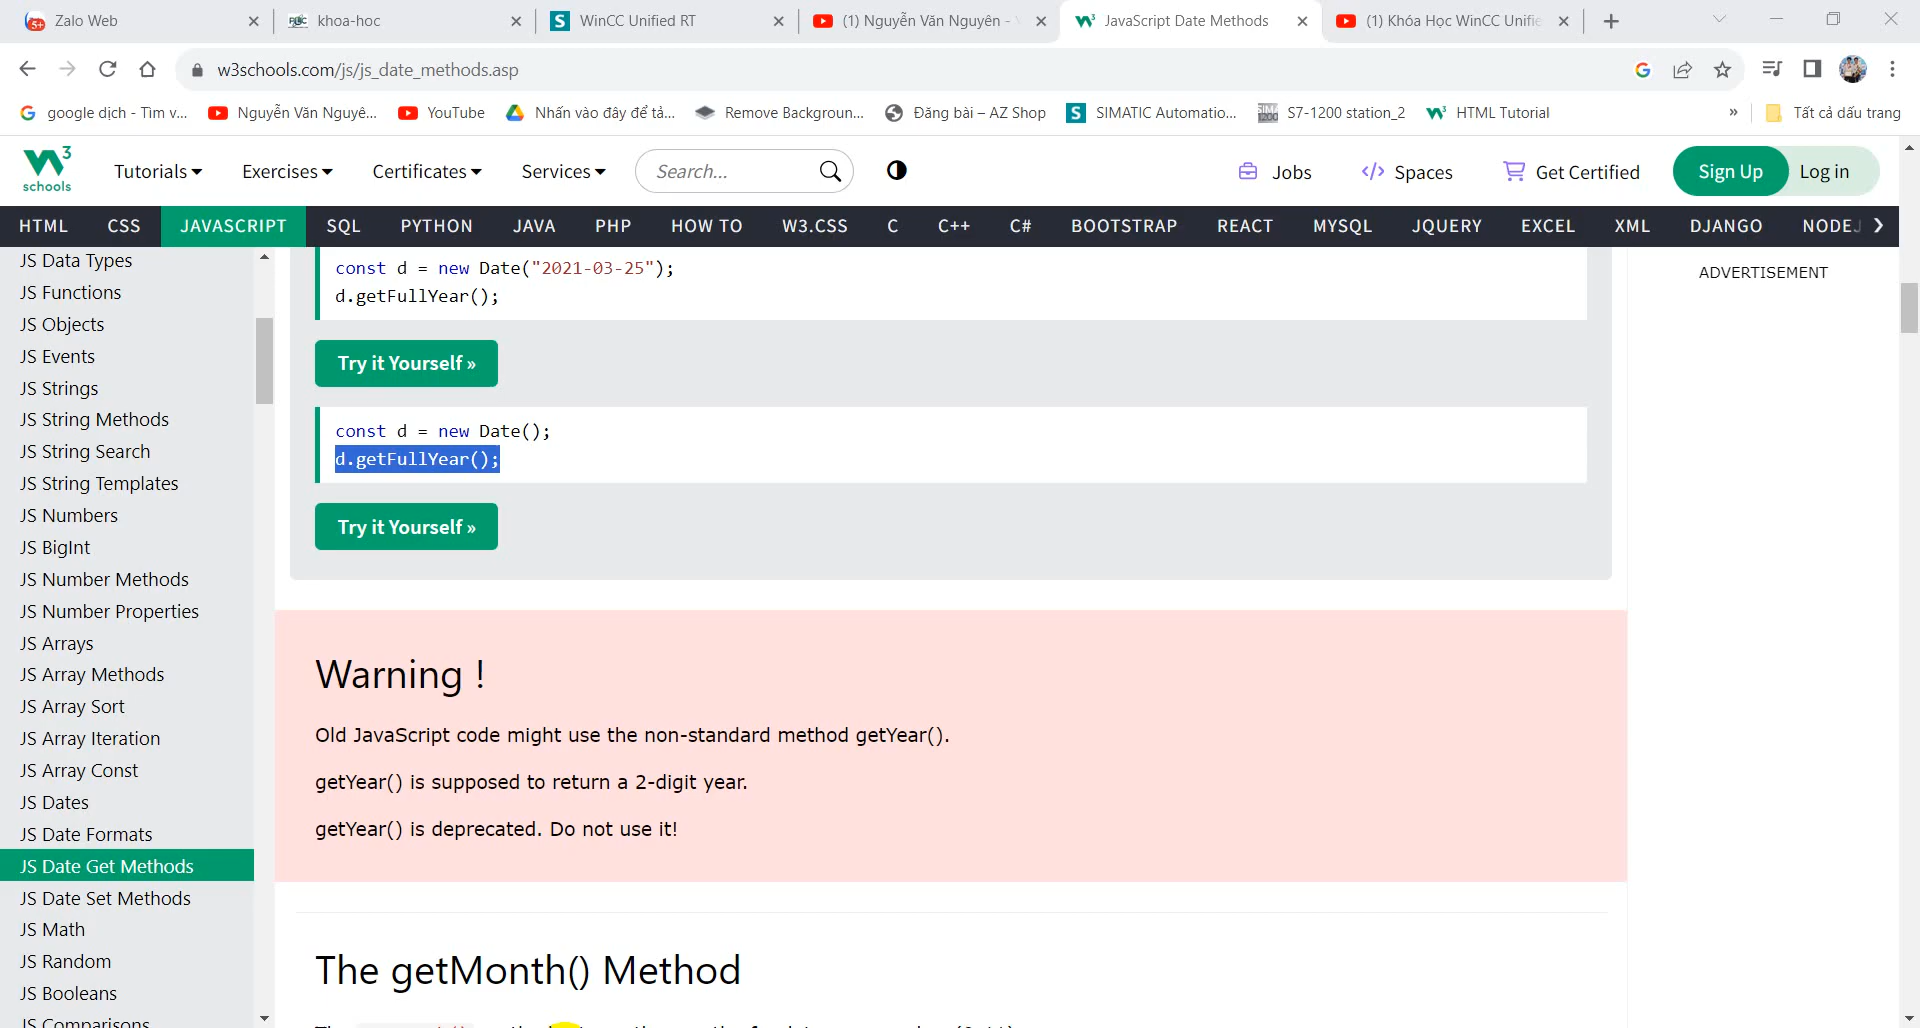 Zalo Web
khoa-hoc
WinCC Unified RT
(1) Nguyễn Văn Nguyên -
JavaScript Date Methods
(1) Khóa Học WinCC Unifie
w3schools.com/js/js_date_methods.asp
google dịch - Tìm v...
Nguyễn Văn Nguyê...
YouTube
Nhấn vào đây để tả...
Remove Backgroun...
Đăng bài – AZ Shop
SIMATIC Automatio...
S7-1200 station_2
HTML Tutorial
»
Tất cả dấu trang
W3 schools
Tutorials
Exercises
Certificates
Services
Search...
Jobs
Spaces
Get Certified
Sign Up
Log in
HTML
CSS
JAVASCRIPT
SQL
PYTHON
JAVA
PHP
HOW TO
W3.CSS
C
C++
C#
BOOTSTRAP
REACT
MYSQL
JQUERY
EXCEL
XML
DJANGO
NODEJ
JS Data Types
JS Functions
JS Objects
JS Events
JS Strings
JS String Methods
JS String Search
JS String Templates
JS Numbers
JS BigInt
JS Number Methods
JS Number Properties
JS Arrays
JS Array Methods
JS Array Sort
JS Array Iteration
JS Array Const
JS Dates
JS Date Formats
JS Date Get Methods
JS Date Set Methods
JS Math
JS Random
JS Booleans
JS Comparisons
const d = new Date("2021-03-25");
d.getFullYear();
Try it Yourself »
const d = new Date();
d.getFullYear();
Try it Yourself »
Warning !
Old JavaScript code might use the non-standard method getYear().
getYear() is supposed to return a 2-digit year.
getYear() is deprecated. Do not use it!
The getMonth() Method
ADVERTISEMENT